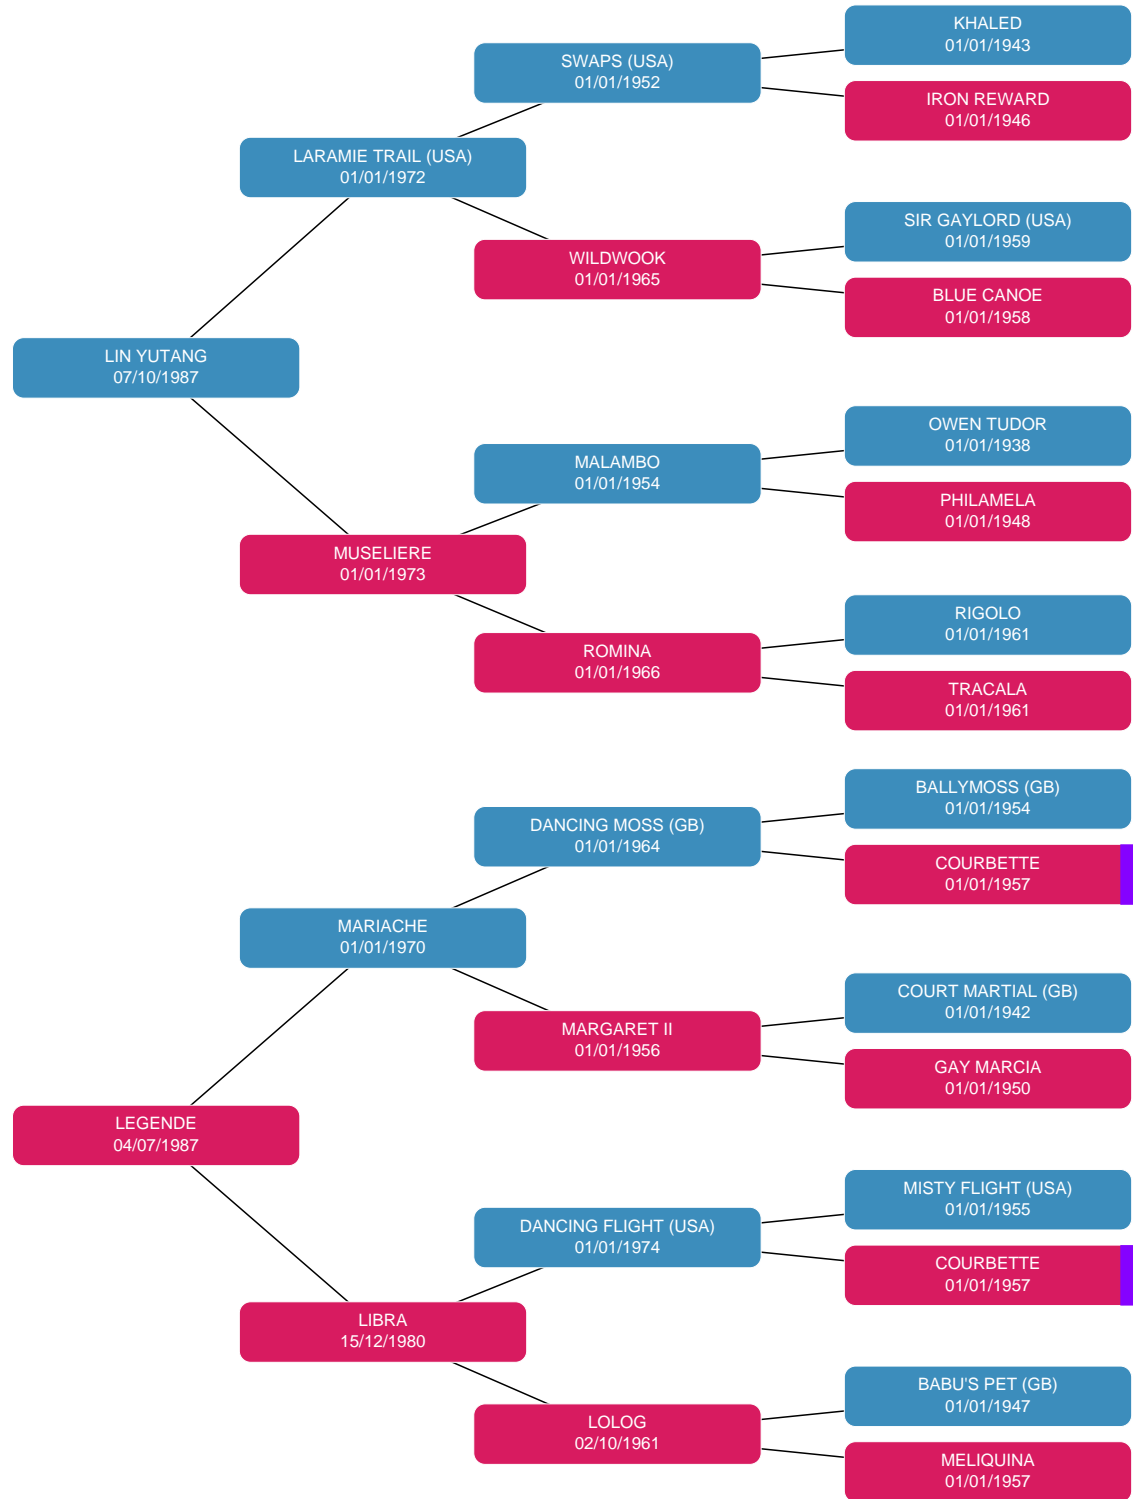 KHALED
01/01/1943
SWAPS (USA)
01/01/1952
IRON REWARD
01/01/1946
LARAMIE TRAIL (USA)
01/01/1972
SIR GAYLORD (USA)
01/01/1959
WILDWOOK
01/01/1965
BLUE CANOE
01/01/1958
LIN YUTANG
07/10/1987
OWEN TUDOR
01/01/1938
MALAMBO
01/01/1954
PHILAMELA
01/01/1948
MUSELIERE
01/01/1973
RIGOLO
01/01/1961
ROMINA
01/01/1966
TRACALA
01/01/1961
BALLYMOSS (GB)
01/01/1954
DANCING MOSS (GB)
01/01/1964
COURBETTE
01/01/1957
MARIACHE
01/01/1970
COURT MARTIAL (GB)
01/01/1942
MARGARET II
01/01/1956
GAY MARCIA
01/01/1950
LEGENDE
04/07/1987
MISTY FLIGHT (USA)
01/01/1955
DANCING FLIGHT (USA)
01/01/1974
COURBETTE
01/01/1957
LIBRA
15/12/1980
BABU'S PET (GB)
01/01/1947
LOLOG
02/10/1961
MELIQUINA
01/01/1957